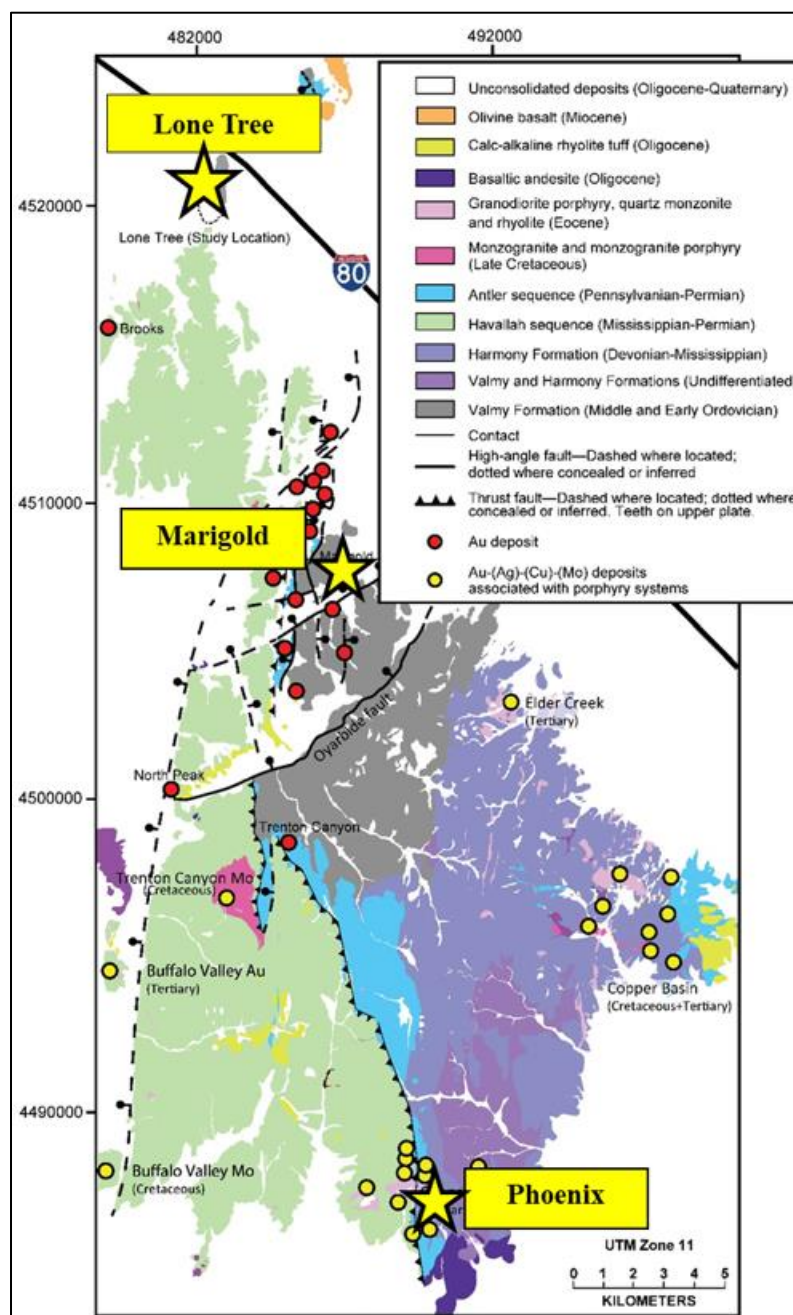 482000
492000
Lone Tree
4520000
Lone Tree (Study Location)
INTERSTATE
80
Brooks
Unconsolidated deposits (Oligocene-Quaternary)
Olivine basalt (Miocene)
Calc-alkaline rhyolite tuff (Oligocene)
Basaltic andesite (Oligocene)
Granodiorite porphyry, quartz monzonite
and rhyolite (Eocene)
Monzogranite and monzogranite porphyry
(Late Cretaceous)
Antler sequence (Pennsylvanian-Permian)
Havallah sequence (Mississippian-Permian)
Harmony Formation (Devonian-Mississippian)
Valmy and Harmony Formations (Undifferentiated)
Valmy Formation (Middle and Early Ordovician)
Contact
High-angle fault—Dashed where located;
dotted where concealed or inferred
Thrust fault—Dashed where located; dotted where
concealed or inferred. Teeth on upper plate.
Au deposit
Au-(Ag)-(Cu)-(Mo) deposits
associated with porphyry systems
4510000
Marigold
Oyarbide fault
Elder Creek
(Tertiary)
North Peak
4500000
Trenton Canyon
Trenton Canyon Mo
(Cretaceous)
Buffalo Valley Au
(Tertiary)
Copper Basin
(Cretaceous+Tertiary)
4490000
Buffalo Valley Mo
(Cretaceous)
Phoenix
UTM Zone 11
0 1 2 3 4 5
KILOMETERS